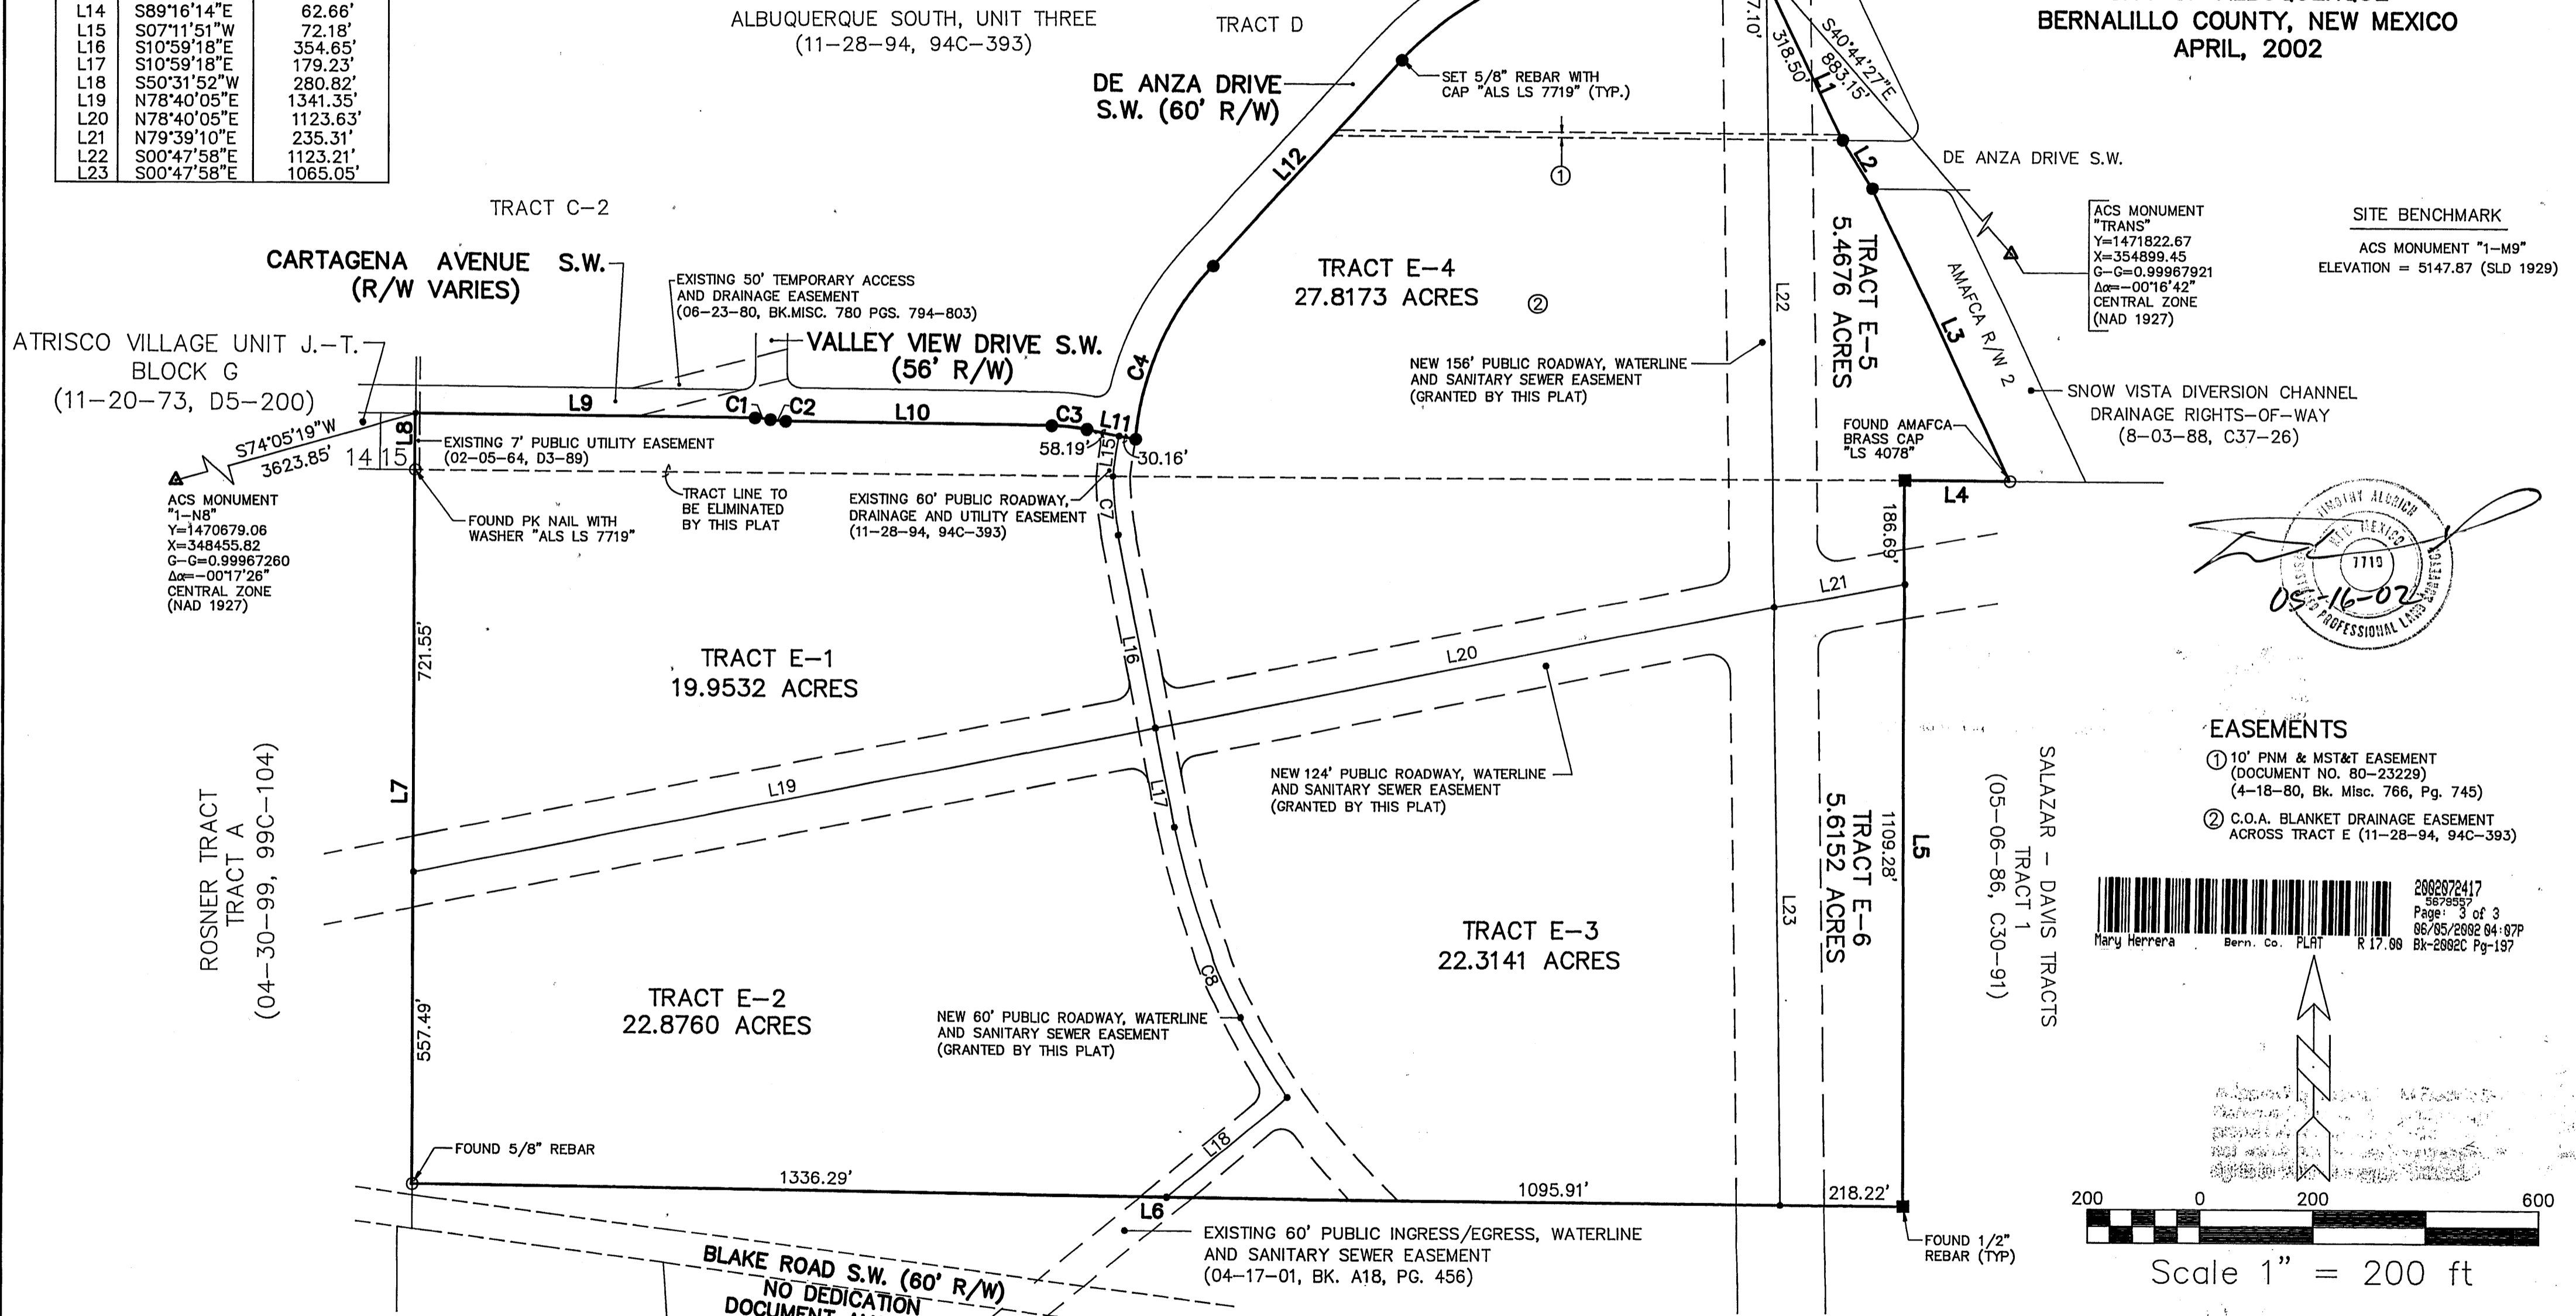 L14 S89°16'14"E 62.66'
L15 S07°11'51"W 72.18'
L16 S10°59'18"E 354.65'
L17 S10°59'18"E 179.23'
L18 S50°31'52"W 280.82'
L19 N78°40'05"E 1341.35'
L20 N78°40'05"E 1123.63'
L21 N79°39'10"E 235.31'
L22 S00°47'58"E 1123.21'
L23 S00°47'58"E 1065.05'
ALBUQUERQUE SOUTH, UNIT THREE
(11-28-94, 94C-393)
TRACT D
BERNALILLO COUNTY, NEW MEXICO
APRIL, 2002
DE ANZA DRIVE
S.W. (60' R/W)
SET 5/8" REBAR WITH
CAP "ALS LS 7719" (TYP.)
7.10'
318.50'
L1
S40°44'27"E
883.15'
L12
①
L2
DE ANZA DRIVE S.W.
ACS MONUMENT
"TRANS"
Y=1471822.67
X=354899.45
G-G=0.99967921
Δα=-00°16'42"
CENTRAL ZONE
(NAD 1927)
SITE BENCHMARK
ACS MONUMENT "1-M9"
ELEVATION = 5147.87 (SLD 1929)
TRACT C-2
CARTAGENA AVENUE S.W.
(R/W VARIES)
EXISTING 50' TEMPORARY ACCESS
AND DRAINAGE EASEMENT
(06-23-80, BK.MISC. 780 PGS. 794-803)
VALLEY VIEW DRIVE S.W.
(56' R/W)
ATRISCO VILLAGE UNIT J.-T.
BLOCK G
(11-20-73, D5-200)
TRACT E-4
27.8173 ACRES
②
L22
TRACT E-5
5.4676 ACRES
L3
AMAFCA R/W 2
NEW 156' PUBLIC ROADWAY, WATERLINE
AND SANITARY SEWER EASEMENT
(GRANTED BY THIS PLAT)
SNOW VISTA DIVERSION CHANNEL
DRAINAGE RIGHTS-OF-WAY
(8-03-88, C37-26)
C4
L9
C1
C2
L10
C3
L11
L8
S74°05'19"W
3623.85'
14
15
EXISTING 7' PUBLIC UTILITY EASEMENT
(02-05-64, D3-89)
58.19'
L15
30.16'
FOUND AMAFCA
BRASS CAP
"LS 4078"
L4
ACS MONUMENT
"1-N8"
Y=1470679.06
X=348455.82
G-G=0.99967260
Δα=-00°17'26"
CENTRAL ZONE
(NAD 1927)
FOUND PK NAIL WITH
WASHER "ALS LS 7719"
TRACT LINE TO
BE ELIMINATED
BY THIS PLAT
EXISTING 60' PUBLIC ROADWAY,
DRAINAGE AND UTILITY EASEMENT
(11-28-94, 94C-393)
C7
186.69'
L21
TIMOTHY ALDRICH
NEW MEXICO
7719
REGISTERED PROFESSIONAL LAND SURVEYOR
05-16-02
721.55'
TRACT E-1
19.9532 ACRES
L16
L20
L7
L19
L17
NEW 124' PUBLIC ROADWAY, WATERLINE
AND SANITARY SEWER EASEMENT
(GRANTED BY THIS PLAT)
EASEMENTS
① 10' PNM & MST&T EASEMENT
(DOCUMENT NO. 80-23229)
(4-18-80, Bk. Misc. 766, Pg. 745)
② C.O.A. BLANKET DRAINAGE EASEMENT
ACROSS TRACT E (11-28-94, 94C-393)
ROSNER TRACT
TRACT A
(04-30-99, 99C-104)
SALAZAR - DAVIS TRACTS
TRACT 1
(05-06-86, C30-91)
L5
1109.28'
TRACT E-6
5.6152 ACRES
L23
2002072417
5679557
Page: 3 of 3
06/05/2002 04:07P
Mary Herrera Bern. Co. PLAT R 17.00 Bk-2002C Pg-197
TRACT E-3
22.3141 ACRES
TRACT E-2
22.8760 ACRES
C8
557.49'
NEW 60' PUBLIC ROADWAY, WATERLINE
AND SANITARY SEWER EASEMENT
(GRANTED BY THIS PLAT)
FOUND 5/8" REBAR
L18
1336.29'
L6
1095.91'
218.22'
EXISTING 60' PUBLIC INGRESS/EGRESS, WATERLINE
AND SANITARY SEWER EASEMENT
(04-17-01, BK. A18, PG. 456)
FOUND 1/2"
REBAR (TYP)
BLAKE ROAD S.W. (60' R/W)
NO DEDICATION
200 0 200 600
Scale 1" = 200 ft